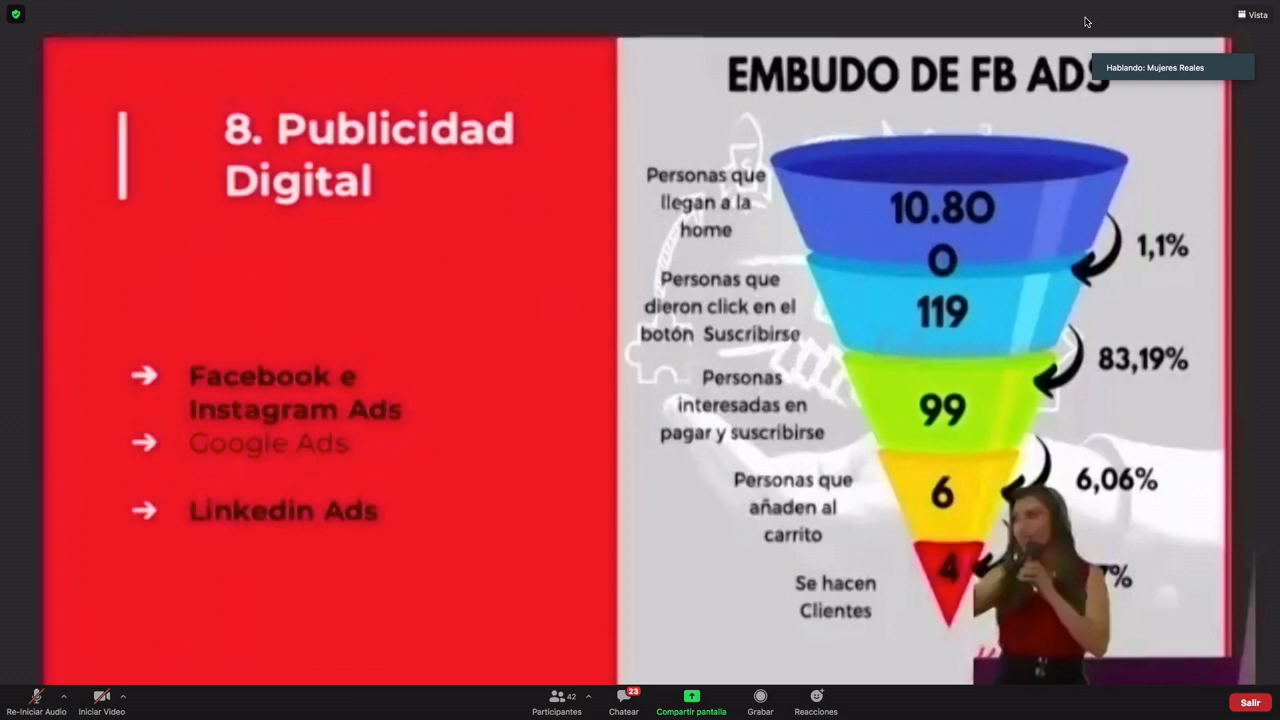 Vista
Hablando: Mujeres Reales
8. Publicidad
Digital
Facebook e
Instagram Ads
Google Ads
Linkedin Ads
EMBUDO DE FB ADS
Personas que
llegan a la
home
10.80
0
1,1%
Personas que
dieron click en el
botón Suscribirse
119
83,19%
Personas
interesadas en
pagar y suscribirse
99
6,06%
Personas que
añaden al
carrito
6
Se hacen
Clientes
4
7%
Re-Iniciar Audio
Iniciar Video
42
Participantes
23
Chatear
Compartir pantalla
Grabar
Reacciones
Salir